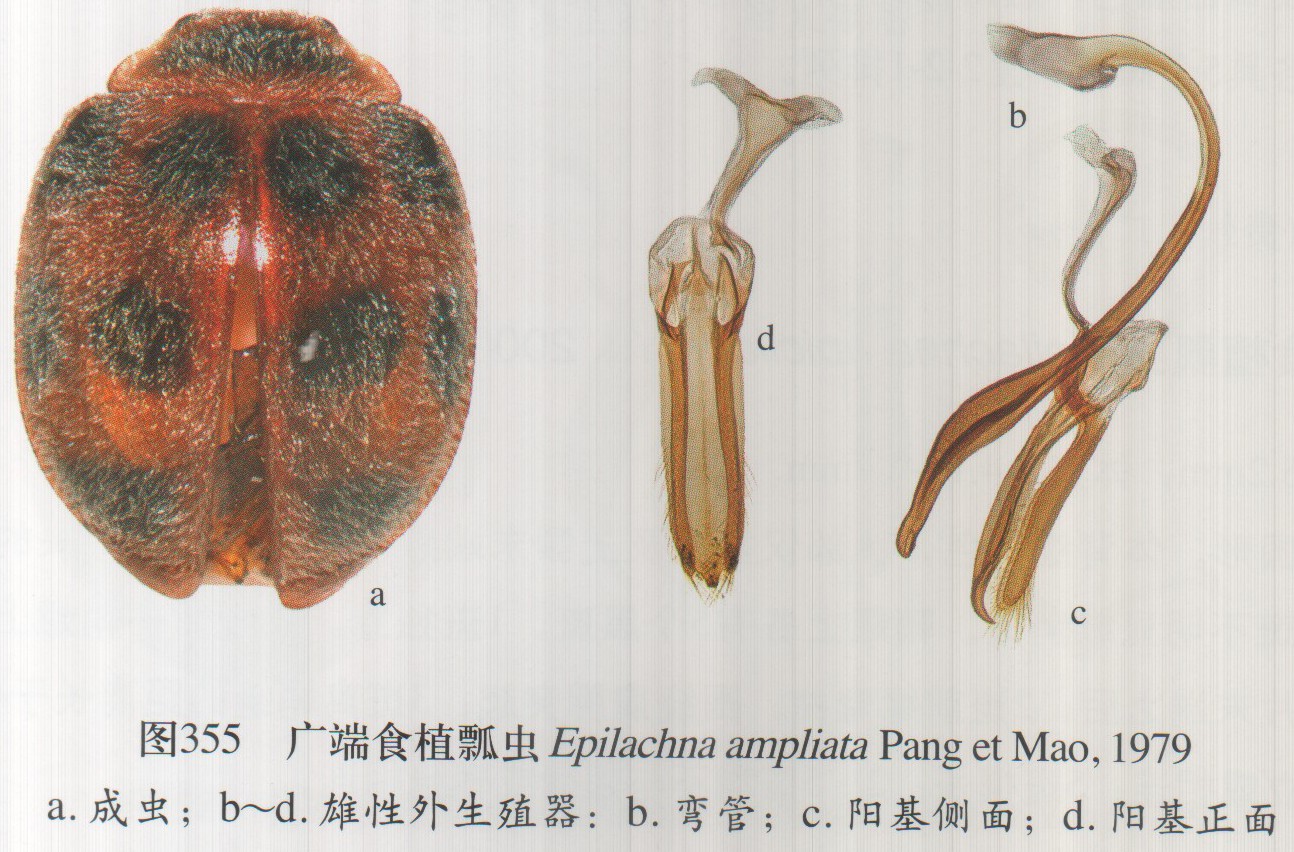 b
d
a
c
图355 广端食植瓢虫 Epilachna ampliata Pang et Mao, 1979
a. 成虫；b~d. 雄性外生殖器：b. 弯管；c. 阳基侧面；d. 阳基正面